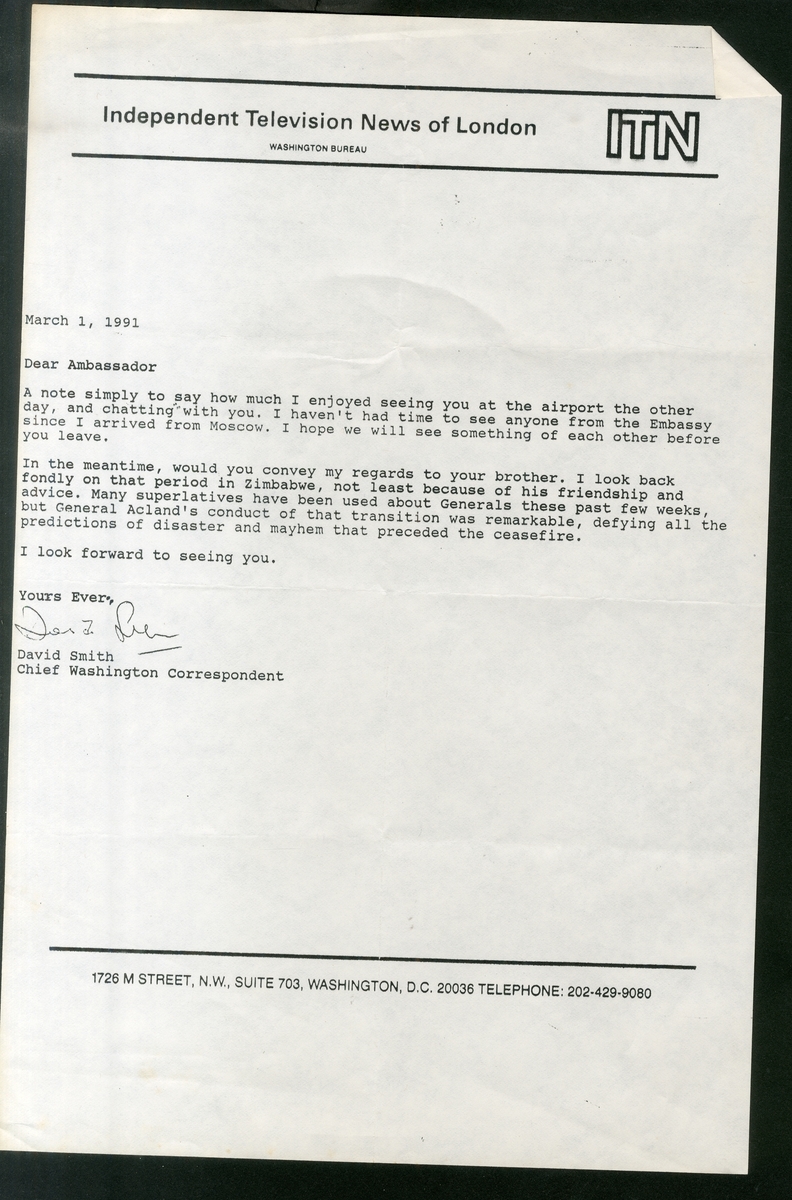 Independent Television News of London
ITN
WASHINGTON BUREAU
March 1, 1991
Dear Ambassador
A note simply to say how much I enjoyed seeing you at the airport the other
day, and chatting with you. I haven't had time to see anyone from the Embassy
since I arrived from Moscow. I hope we will see something of each other before
you leave.
In the meantime, would you convey my regards to your brother. I look back
fondly on that period in Zimbabwe, not least because of his friendship and
advice. Many superlatives have been used about Generals these past few weeks,
but General Acland's conduct of that transition was remarkable, defying all the
predictions of disaster and mayhem that preceded the ceasefire.
I look forward to seeing you.
Yours Ever,
David Smith
Chief Washington Correspondent
1726 M STREET, N.W., SUITE 703, WASHINGTON, D.C. 20036 TELEPHONE: 202-429-9080